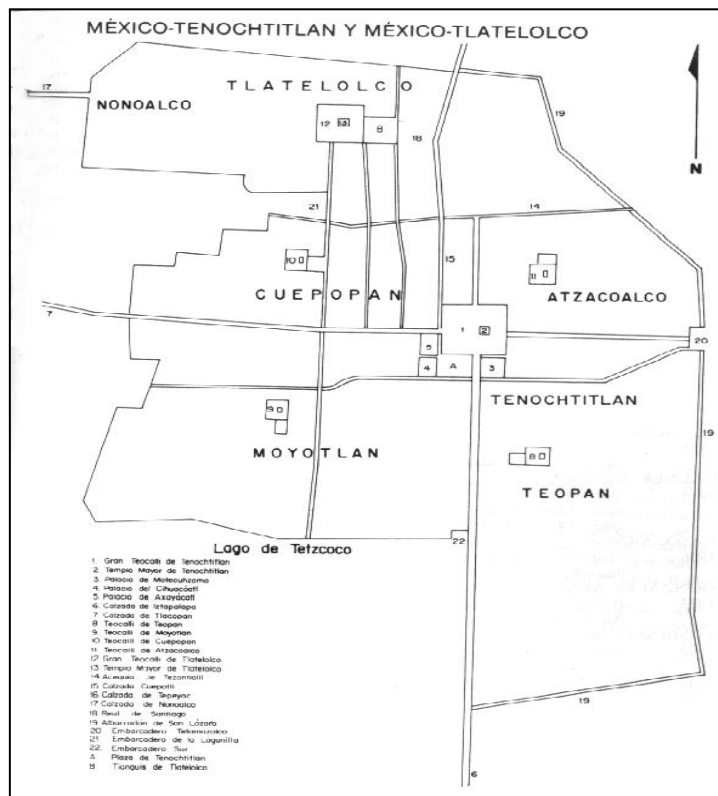 MÉXICO-TENOCHTITLAN Y MÉXICO-TLATELOLCO
17
TLATELOLCO
NONOALCO
12
13
B
18
19
N
21
14
10
15
11
CUEPOPAN
ATZACOALCO
7
1
2
5
20
4
A
3
TENOCHTITLAN
9
19
MOYOTLAN
8
TEOPAN
22
Lago de Tetzcoco
1 Gran Teocalli de Tenochtitlan
2 Templo Mayor de Tenochtitlan
3 Palacio de Motecuhzoma
4 Palacio del Cihuacóatl
5 Palacio de Axayácatl
6 Calzada de Iztapalapa
7 Calzada de Tlacopan
8 Teocalli de Teopan
9 Teocalli de Moyotlan
10 Teocalli de Cuepopan
11 Teocalli de Atzacoalco
12 Gran Teocalli de Tlatelolco
13 Templo Mayor de Tlatelolco
14 Acequia de
15 Calzada
16 Calzada de Tepeyac
17 Calzada de Nonoalco
18 Real de Santiago
19 Albarradón de San Lázaro
20 Embarcadero
21 Embarcadero de la Lagunilla
22 Embarcadero Sur
A Plaza de Tenochtitlan
B Tianguis de Tlatelolco
19
6